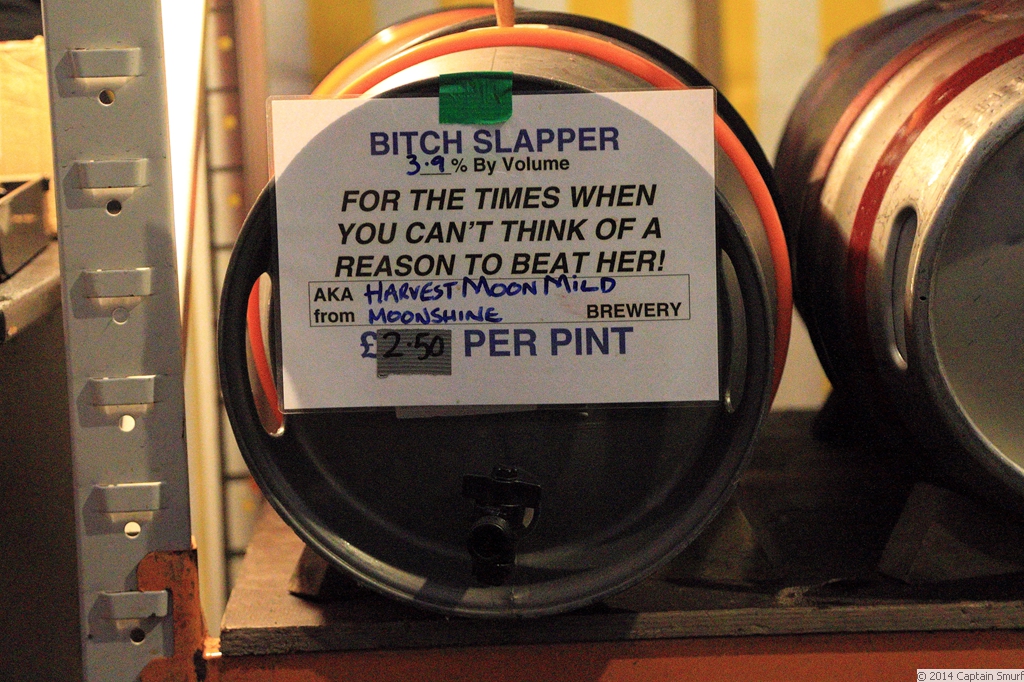 BITCH SLAPPER
3.9% By Volume
FOR THE TIMES WHEN
YOU CAN'T THINK OF A
REASON TO BEAT HER!
AKA HARVEST MOON MILD
from MOONSHINE BREWERY
£2.50 PER PINT
© 2014 Captain Smurf